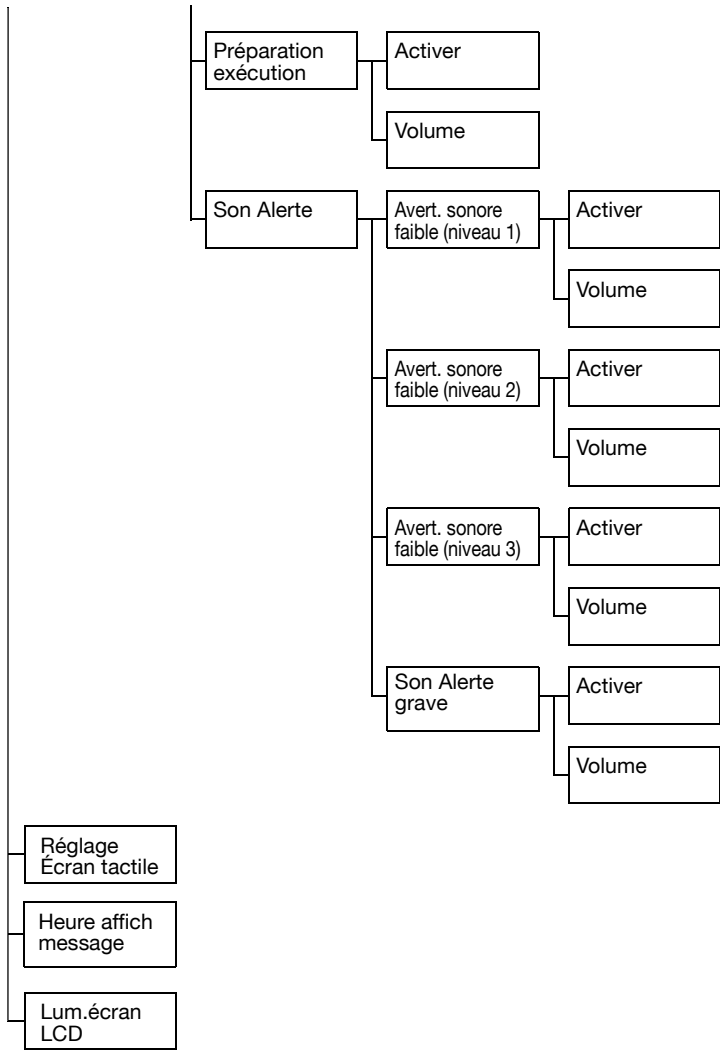 Préparation
exécution
Activer
Volume
Son Alerte
Avert. sonore
faible (niveau 1)
Activer
Volume
Avert. sonore
faible (niveau 2)
Activer
Volume
Avert. sonore
faible (niveau 3)
Activer
Volume
Son Alerte
grave
Activer
Volume
Réglage
Écran tactile
Heure affich
message
Lum.écran
LCD